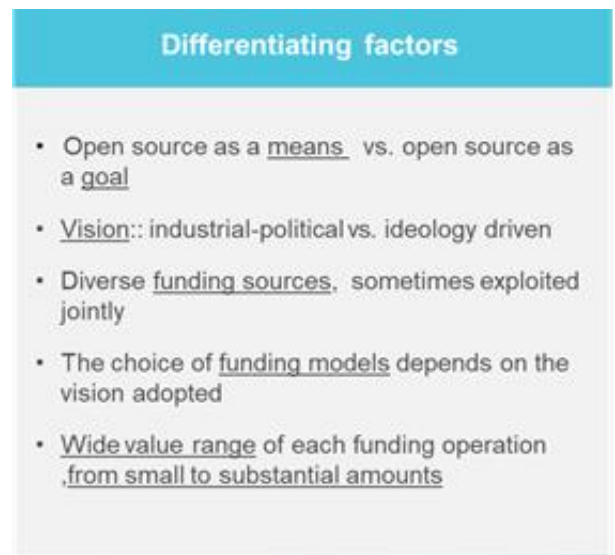 Differentiating factors
• Open source as a means vs. open source as
a goal
• Vision:: industrial-political vs. ideology driven
• Diverse funding sources, sometimes exploited
jointly
• The choice of funding models depends on the
vision adopted
• Wide value range of each funding operation
,from small to substantial amounts